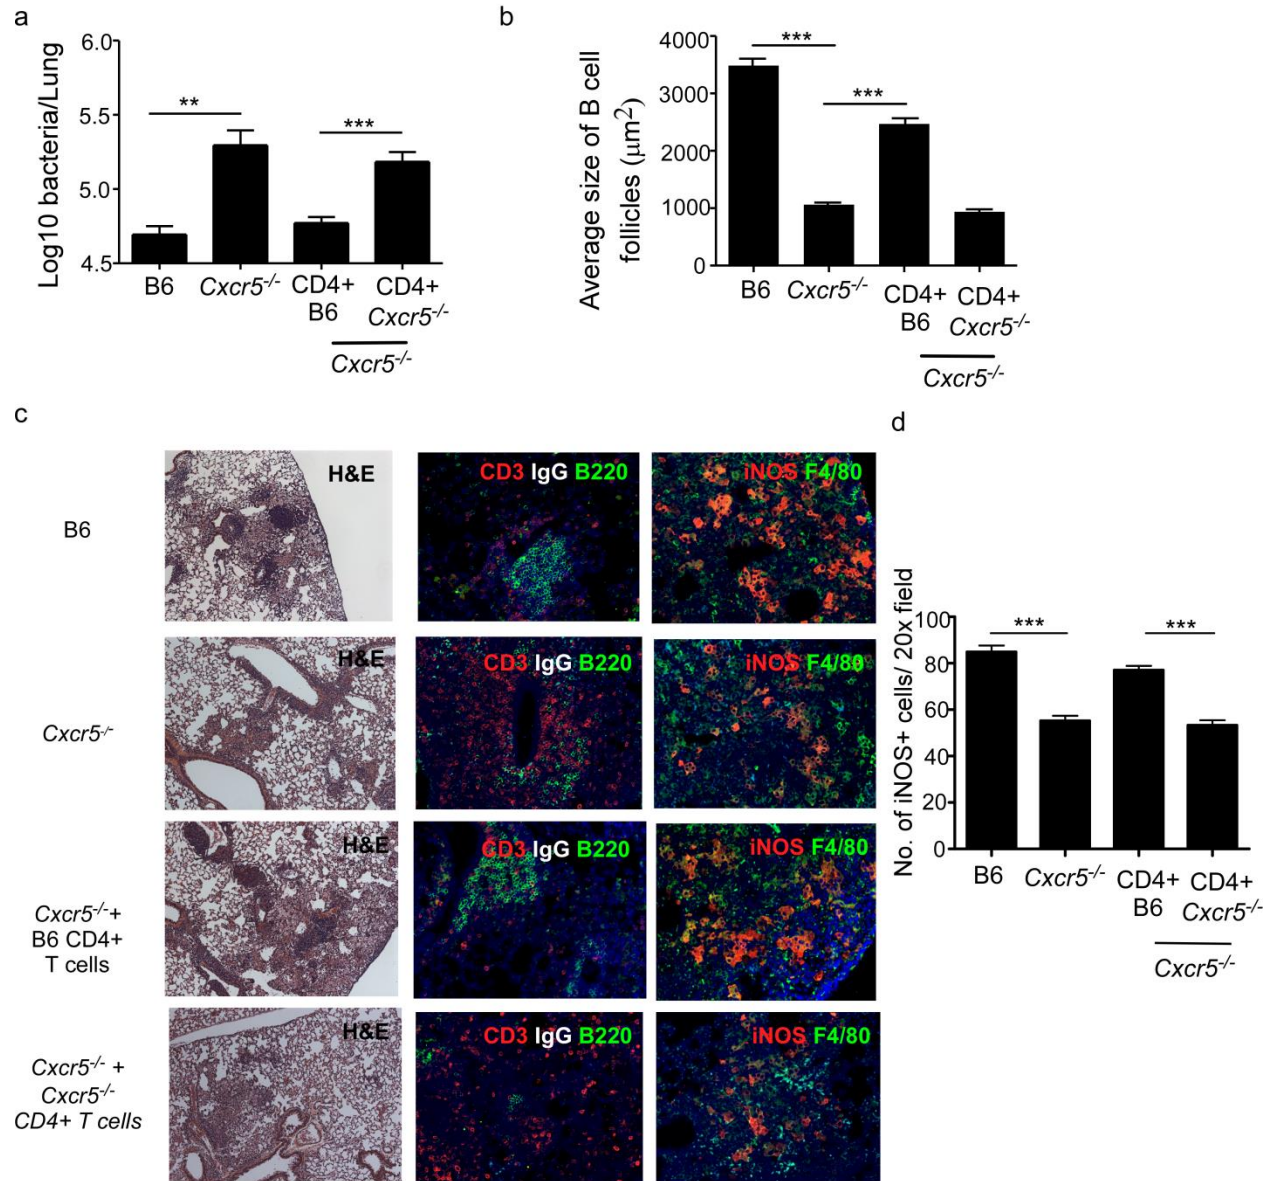 a
Log10 bacteria/Lung
6.0
5.5
5.0
4.5
**
***
B6
Cxcr5-/-
CD4+
B6
CD4+
Cxcr5-/-
Cxcr5-/-
b
Average size of B cell
follicles (μm2)
4000
3000
2000
1000
0
***
***
B6
Cxcr5-/-
CD4+
B6
CD4+
Cxcr5-/-
Cxcr5-/-
c
B6
H&E
CD3 IgG B220
iNOS F4/80
Cxcr5-/-
H&E
CD3 IgG B220
iNOS F4/80
Cxcr5-/- +
B6 CD4+
T cells
H&E
CD3 IgG B220
iNOS F4/80
Cxcr5-/- +
Cxcr5-/-
CD4+ T cells
H&E
CD3 IgG B220
iNOS F4/80
d
No. of iNOS+ cells/ 20x field
100
80
60
40
20
0
***
***
B6
Cxcr5-/-
CD4+
B6
CD4+
Cxcr5-/-
Cxcr5-/-